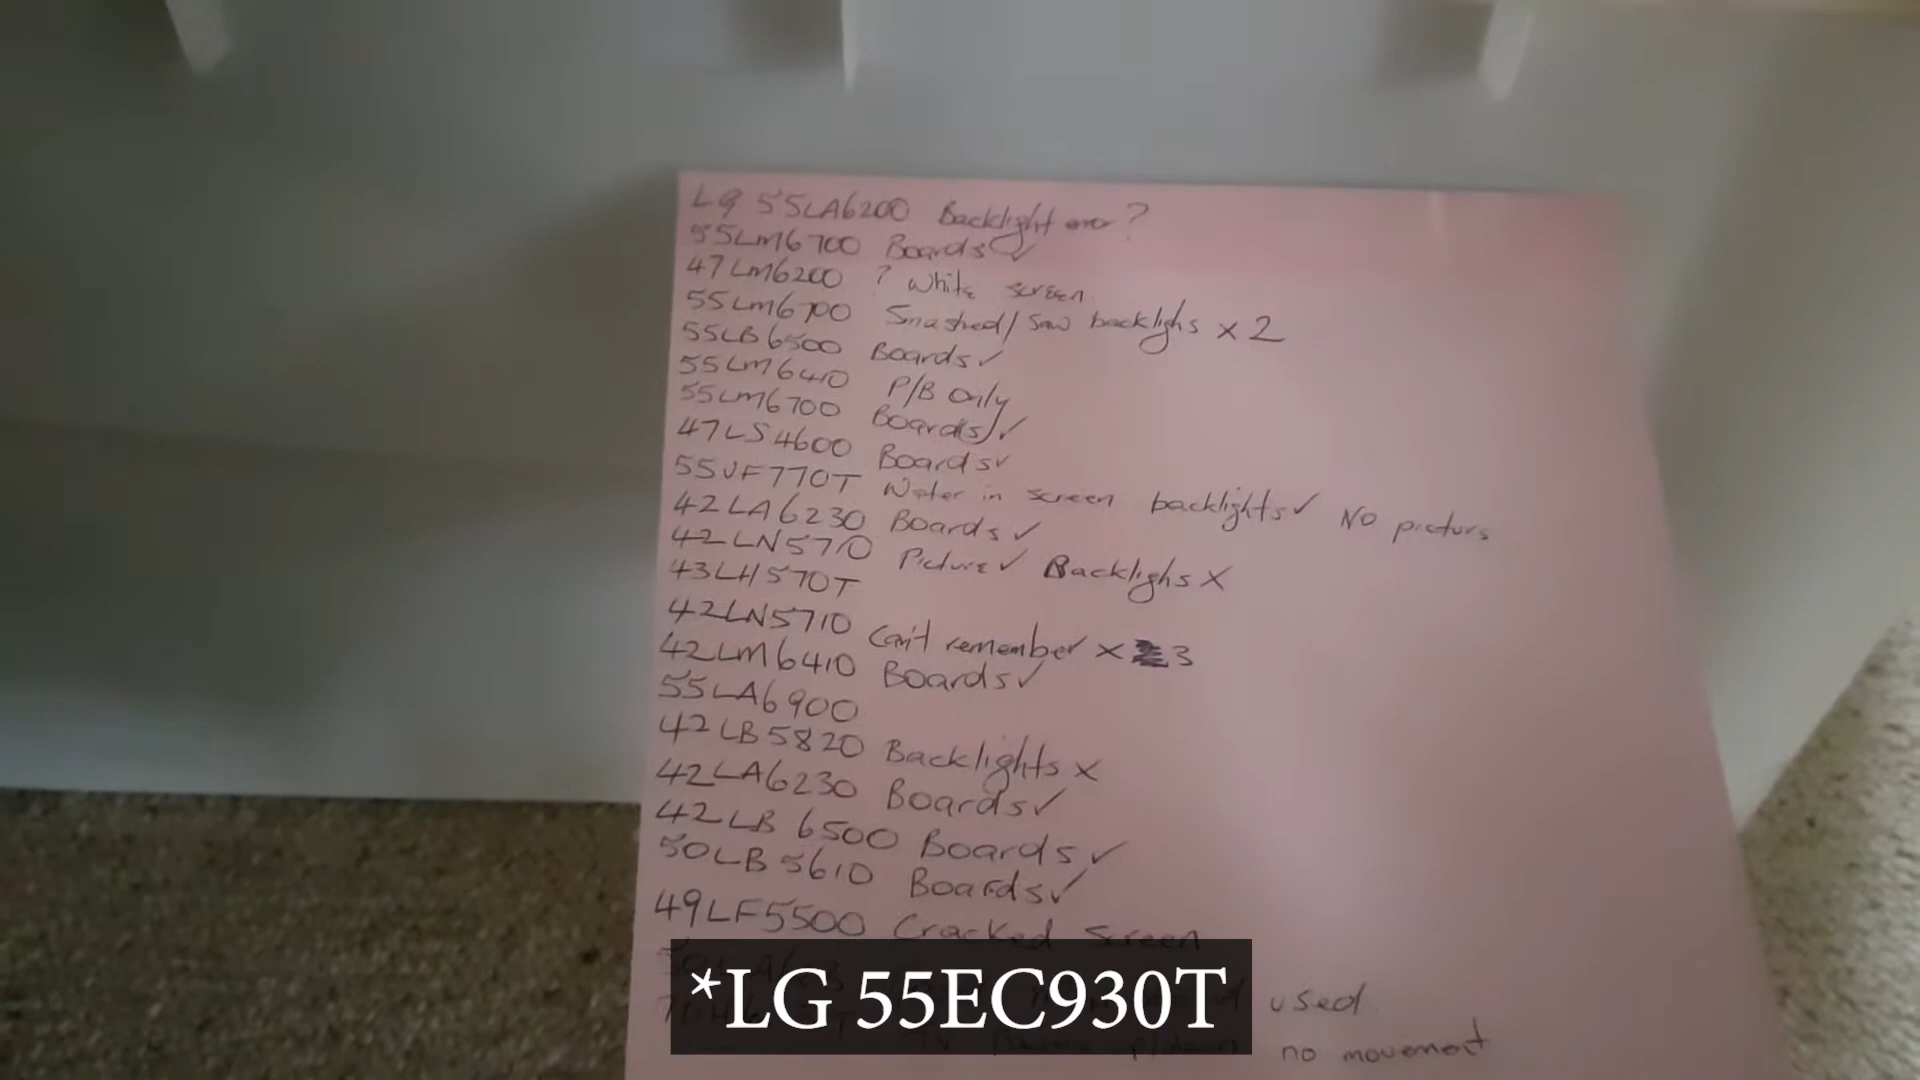 LG 55LA6200 Backlight error?
55LM6700 Boards ✓
47LM6200 ? White screen
55LM6700 Smashed/Saw backlighs x 2
55LB6500 Boards ✓
55LM6410 P/B Only
55LM6700 Boards ✓
47LS4600 Boards ✓
55UF770T Water in screen backlights ✓ No picture
42LA6230 Boards ✓
42LN5710 Picture ✓ Backlighs X
43LH570T
42LN5710 Can't remember x 3
42LM6410 Boards ✓
55LA6900
42LB5820 Backlights x
42LA6230 Boards ✓
42LB6500 Boards ✓
50LB5610 Boards ✓
49LF5500 Cracked screen
used
no movement
*LG 55EC930T